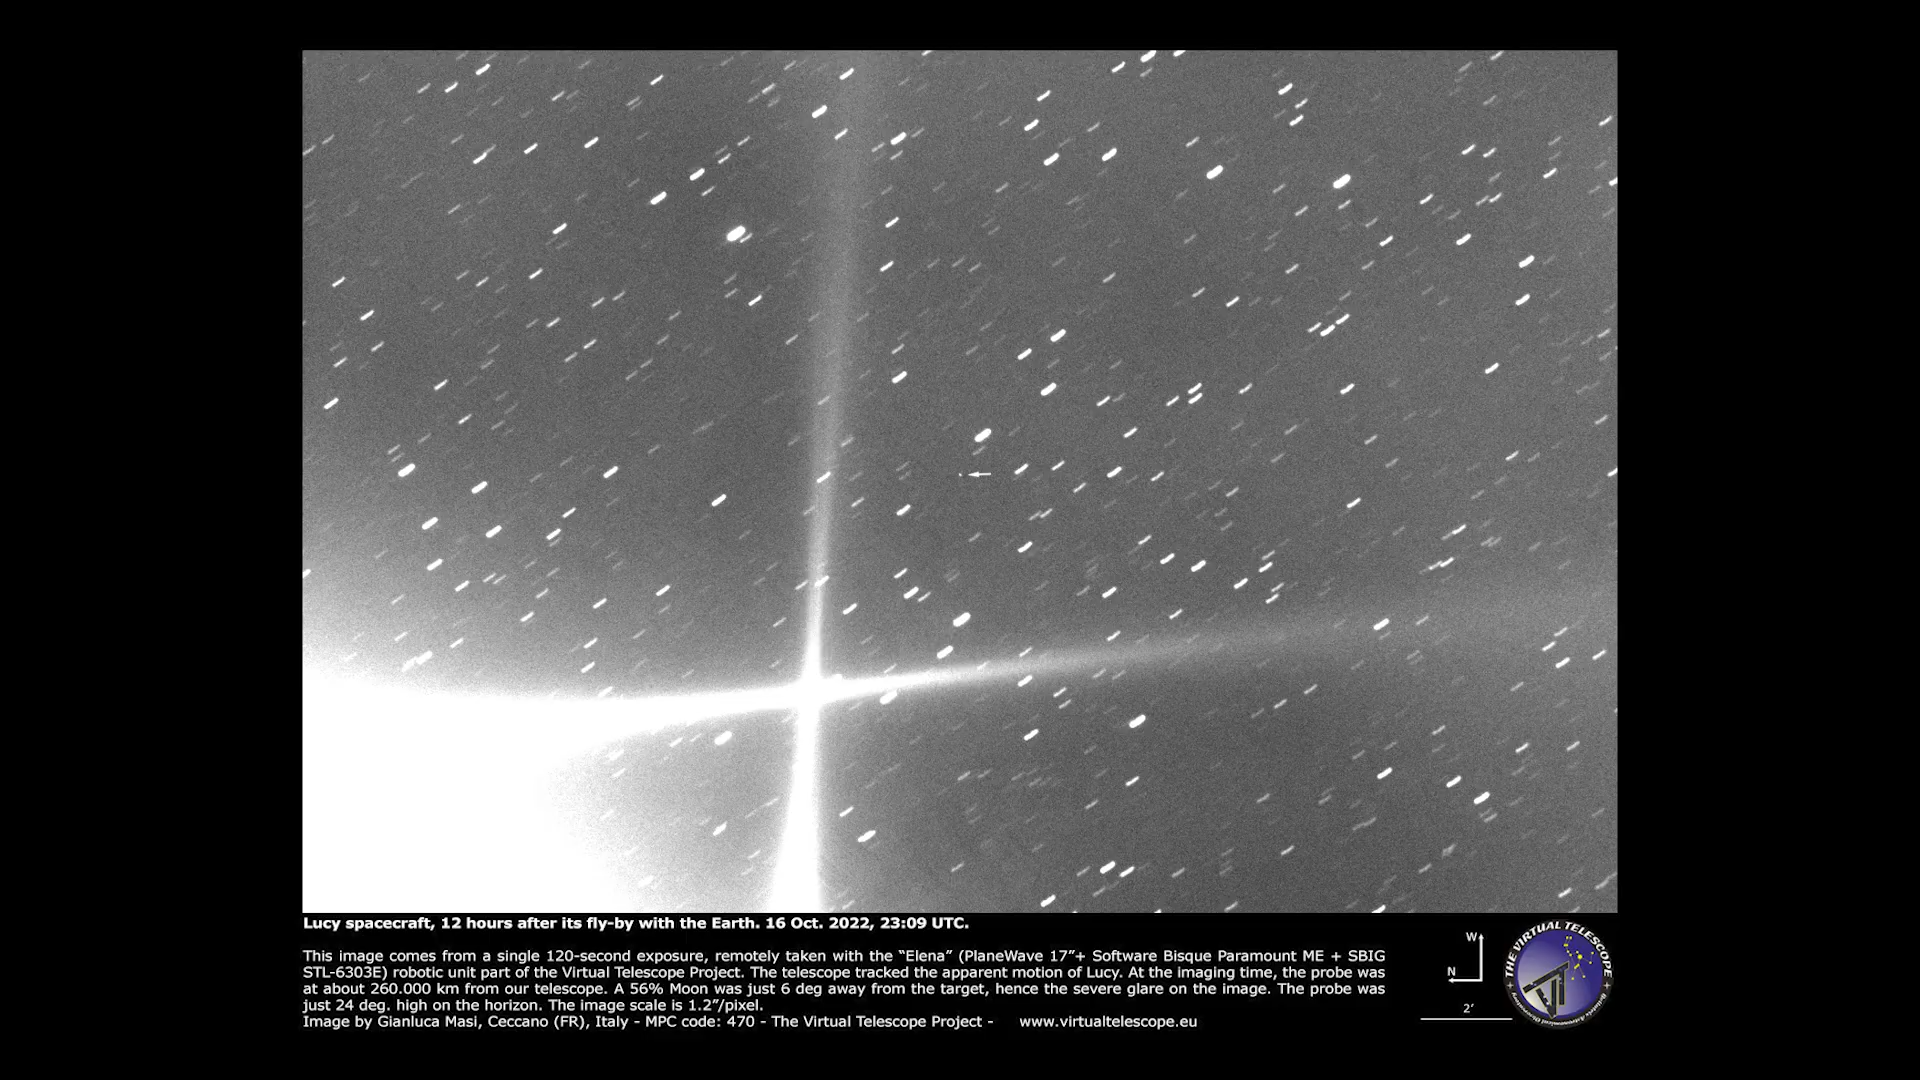 Lucy spacecraft, 12 hours after its fly-by with the Earth. 16 Oct. 2022, 23:09 UTC.
This image comes from a single 120-second exposure, remotely taken with the “Elena” (PlaneWave 17”+ Software Bisque Paramount ME + SBIG
STL-6303E) robotic unit part of the Virtual Telescope Project. The telescope tracked the apparent motion of Lucy. At the imaging time, the probe was
at about 260.000 km from our telescope. A 56% Moon was just 6 deg away from the target, hence the severe glare on the image. The probe was
just 24 deg. high on the horizon. The image scale is 1.2”/pixel.
Image by Gianluca Masi, Ceccano (FR), Italy - MPC code: 470 - The Virtual Telescope Project - www.virtualtelescope.eu
W
N
2’
THE VIRTUAL TELESCOPE